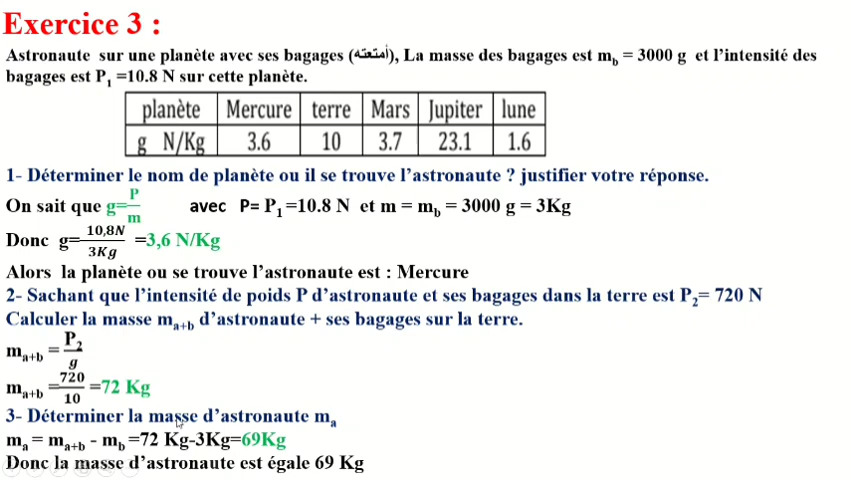 Exercice 3 :
Astronaute sur une planète avec ses bagages (أمتعته), La masse des bagages est mb = 3000 g et l'intensité des
bagages est P1 =10.8 N sur cette planète.
planète Mercure terre Mars Jupiter lune
g N/Kg 3.6 10 3.7 23.1 1.6
1- Déterminer le nom de planète ou il se trouve l'astronaute ? justifier votre réponse.
On sait que g=P/m avec P= P1 =10.8 N et m = mb = 3000 g = 3Kg
Donc g=10,8N/3Kg =3,6 N/Kg
Alors la planète ou se trouve l'astronaute est : Mercure
2- Sachant que l'intensité de poids P d'astronaute et ses bagages dans la terre est P2= 720 N
Calculer la masse ma+b d'astronaute + ses bagages sur la terre.
ma+b =P2/g
ma+b =720/10 =72 Kg
3- Déterminer la masse d'astronaute ma
ma = ma+b - mb =72 Kg-3Kg=69Kg
Donc la masse d'astronaute est égale 69 Kg